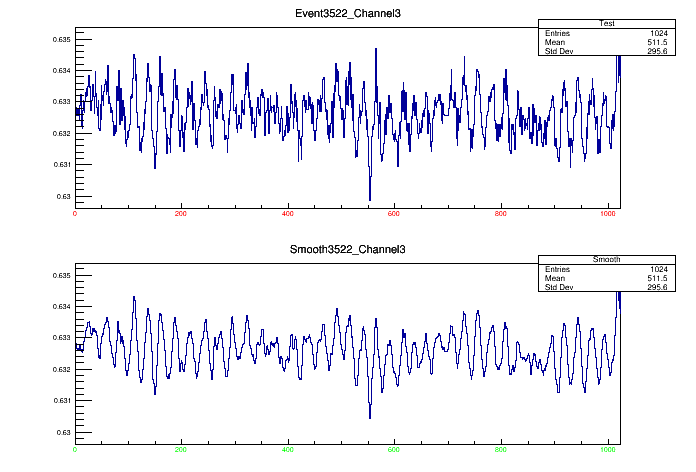 Event3522_Channel3
Test
Entries 1024
Mean 511.5
Std Dev 295.6
0.635
0.634
0.633
0.632
0.631
0.63
0 200 400 600 800 1000
Smooth3522_Channel3
Smooth
Entries 1024
Mean 511.5
Std Dev 295.6
0.635
0.634
0.633
0.632
0.631
0.63
0 200 400 600 800 1000